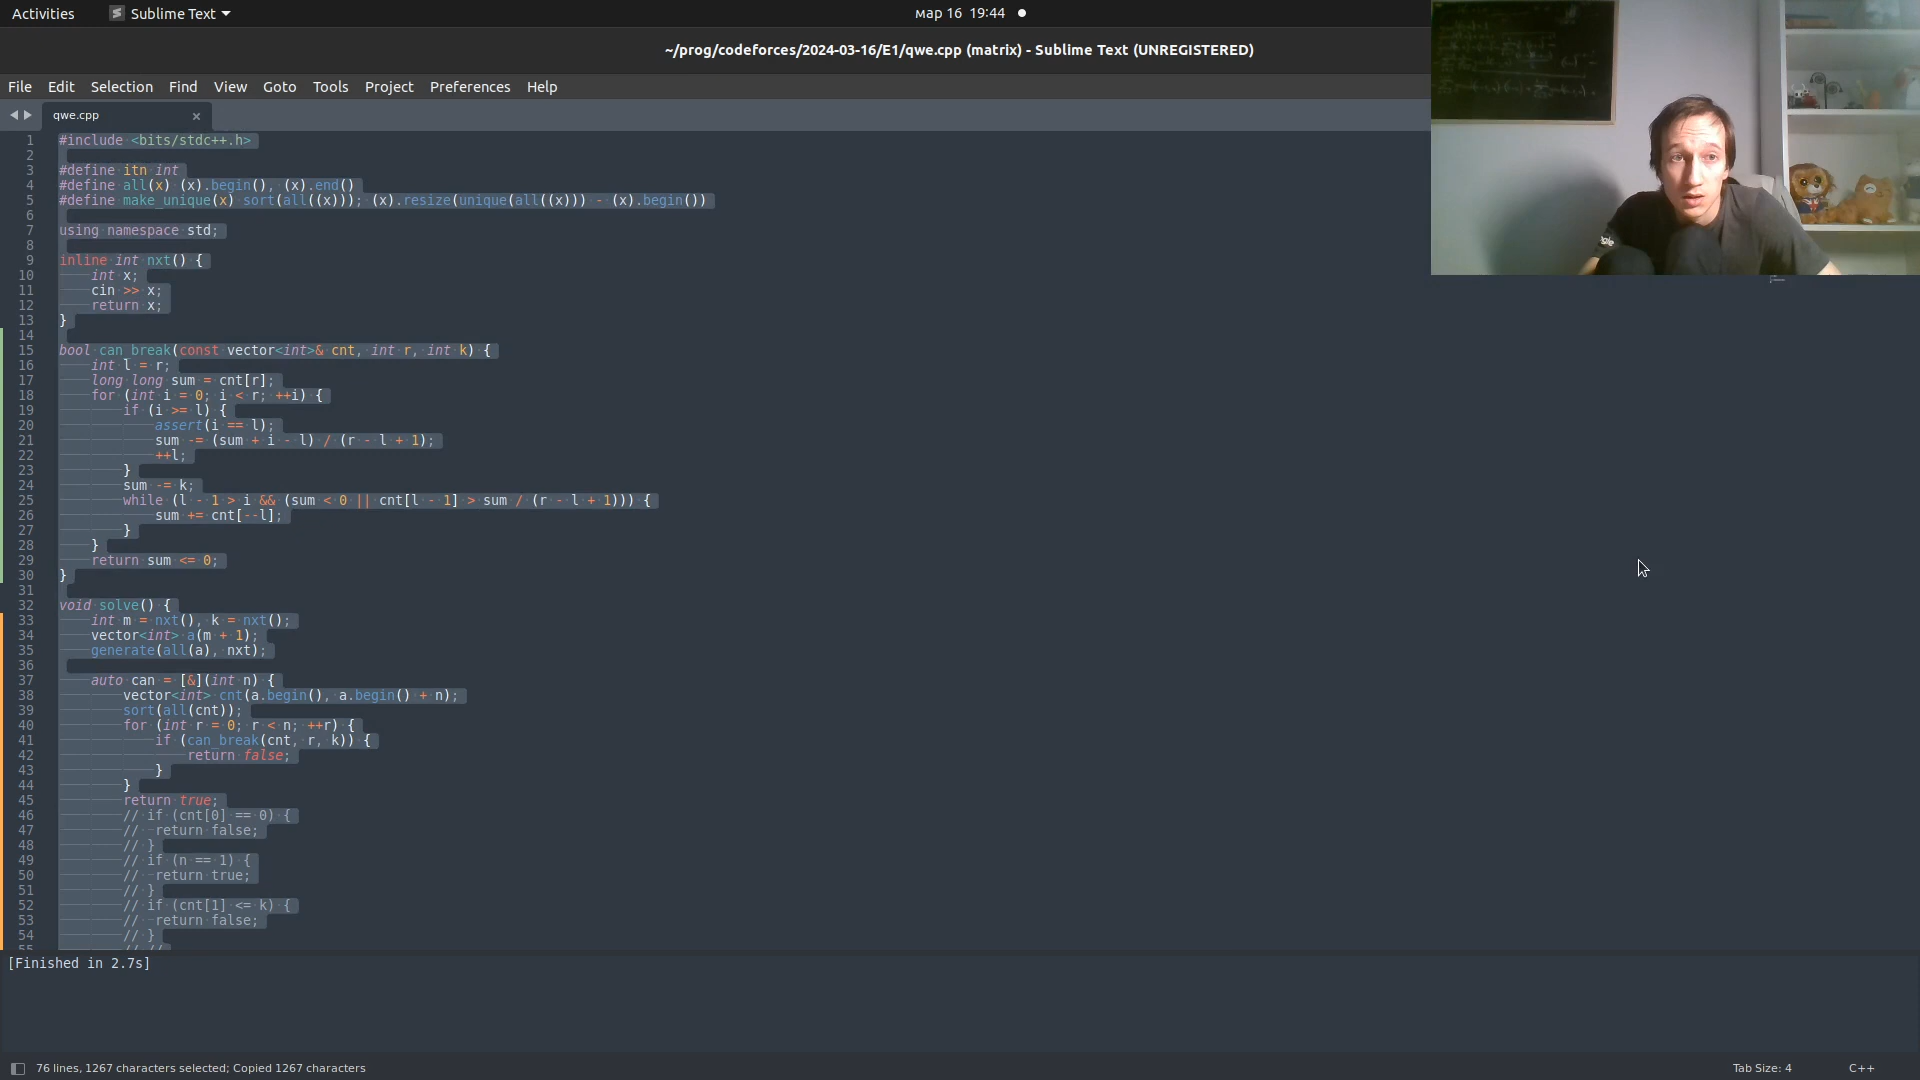 Activities
Sublime Text
мар 16 19:44
~/prog/codeforces/2024-03-16/E1/qwe.cpp (matrix) - Sublime Text (UNREGISTERED)
File Edit Selection Find View Goto Tools Project Preferences Help
qwe.cpp
1 #include <bits/stdc++.h>
2
3 #define itn int
4 #define all(x) (x).begin(), (x).end()
5 #define make_unique(x) sort(all((x))); (x).resize(unique(all((x))) - (x).begin())
6
7 using namespace std;
8
9 inline int nxt() {
10 int x;
11 cin >> x;
12 return x;
13 }
14
15 bool can_break(const vector<int>& cnt, int r, int k) {
16 int l = r;
17 long long sum = cnt[r];
18 for (int i = 0; i < r; ++i) {
19 if (i >= l) {
20 assert(i == l);
21 sum -= (sum + i - l) / (r - l + 1);
22 ++l;
23 }
24 sum -= k;
25 while (l - 1 > i && (sum < 0 || cnt[l - 1] > sum / (r - l + 1))) {
26 sum += cnt[--l];
27 }
28 }
29 return sum <= 0;
30 }
31
32 void solve() {
33 int m = nxt(), k = nxt();
34 vector<int> a(m + 1);
35 generate(all(a), nxt);
36
37 auto can = [&](int n) {
38 vector<int> cnt(a.begin(), a.begin() + n);
39 sort(all(cnt));
40 for (int r = 0; r < n; ++r) {
41 if (can_break(cnt, r, k)) {
42 return false;
43 }
44 }
45 return true;
46 // if (cnt[0] == 0) {
47 // return false;
48 // }
49 // if (n == 1) {
50 // return true;
51 // }
52 // if (cnt[1] <= k) {
53 // return false;
54 // }
55 // //
[Finished in 2.7s]
76 lines, 1267 characters selected; Copied 1267 characters
Tab Size: 4
C++